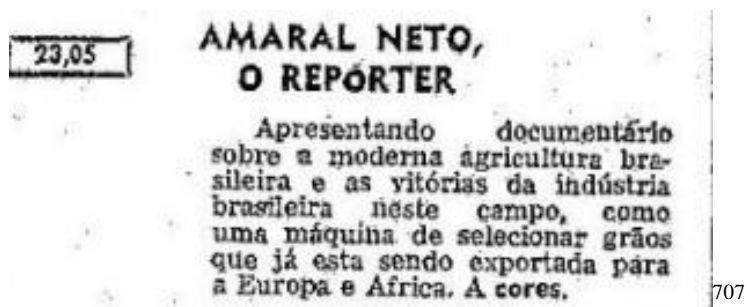 23,05
AMARAL NETO,
O REPÓRTER
Apresentando documentário
sobre a moderna agricultura bra-
sileira e as vitórias da indústria
brasileira neste campo, como
uma máquina de selecionar grãos
que já esta sendo exportada para
a Europa e Africa. A cores.
707